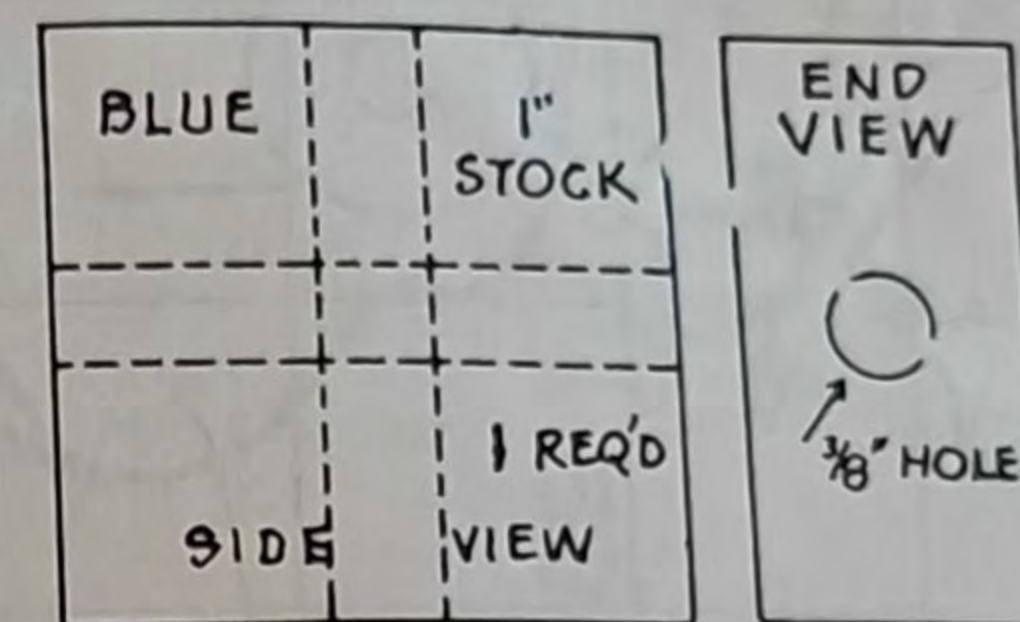 BLUE
1"
STOCK
1 REQ'D
SIDE VIEW
END
VIEW
3/8" HOLE